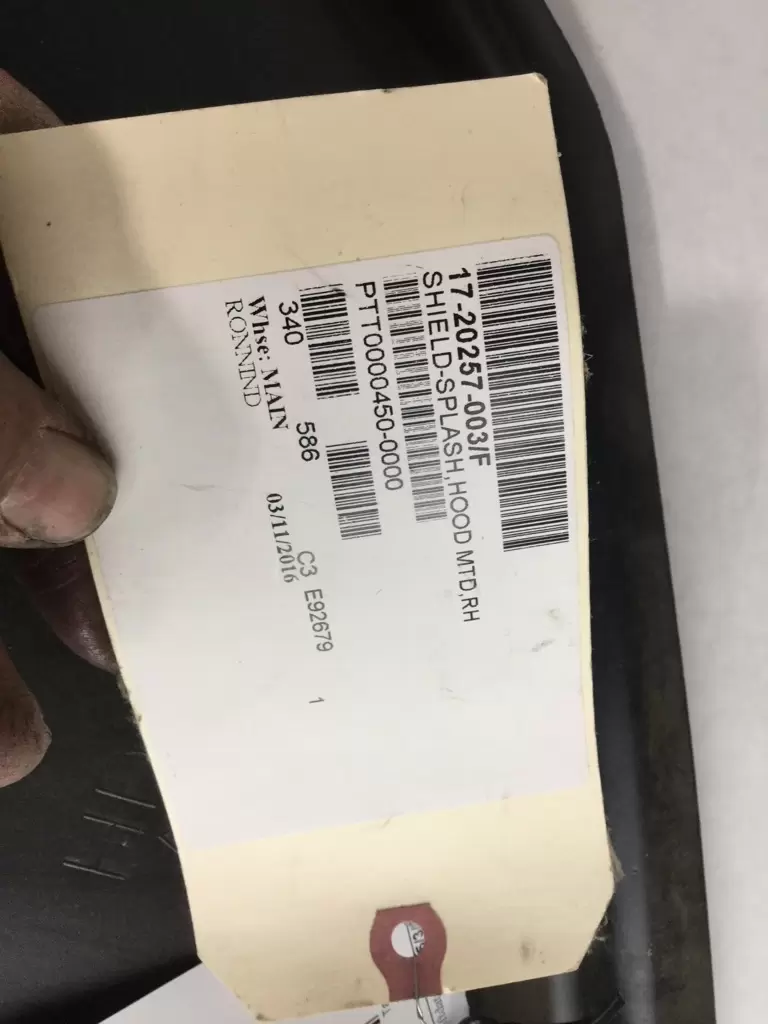 17-20257-003/F
SHIELD-SPLASH,HOOD MTD,RH
PTT0000450-0000
340 586 C3 E92679 1
Whse: MAIN 03/11/2016
RONNIND